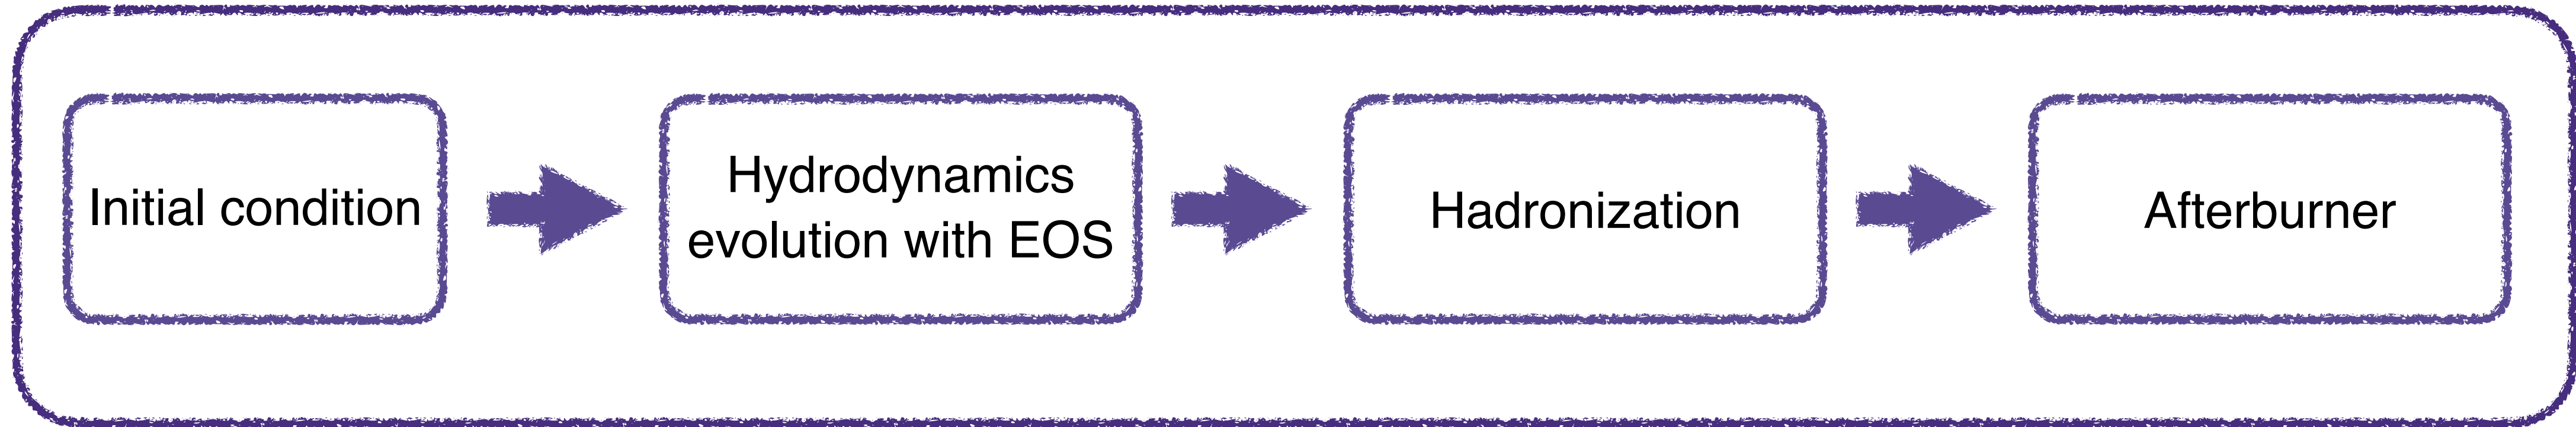 Initial condition
Hydrodynamics
evolution with EOS
Hadronization
Afterburner